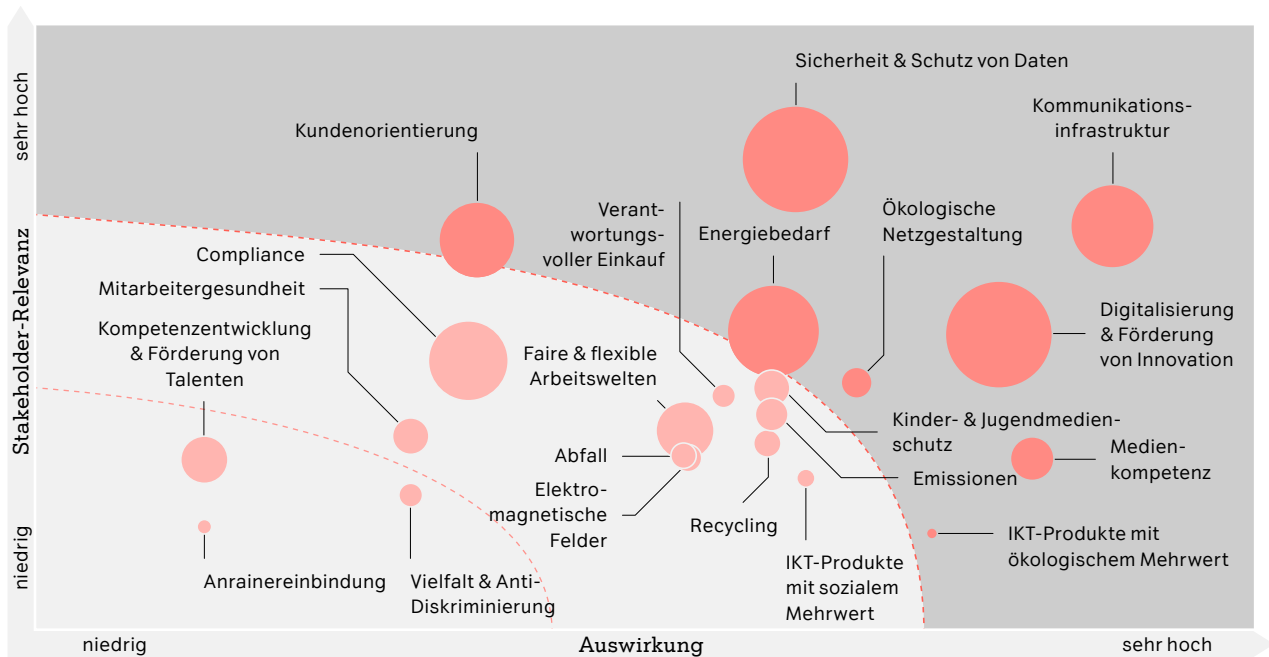 sehr hoch
Stakeholder-Relevanz
niedrig
Sicherheit & Schutz von Daten
Kommunikations-
infrastruktur
Kundenorientierung
Verant-
wortungs-
voller Einkauf
Energiebedarf
Ökologische
Netzgestaltung
Compliance
Mitarbeitergesundheit
Kompetenzentwicklung
& Förderung von
Talenten
Faire & flexible
Arbeitswelten
Digitalisierung
& Förderung
von Innovation
Kinder- & Jugendmedien-
schutz
Medien-
kompetenz
Abfall
Emissionen
Elektro-
magnetische
Felder
Recycling
IKT-Produkte mit
ökologischem Mehrwert
Anrainereinbindung
Vielfalt & Anti-
Diskriminierung
IKT-Produkte
mit sozialem
Mehrwert
niedrig
Auswirkung
sehr hoch